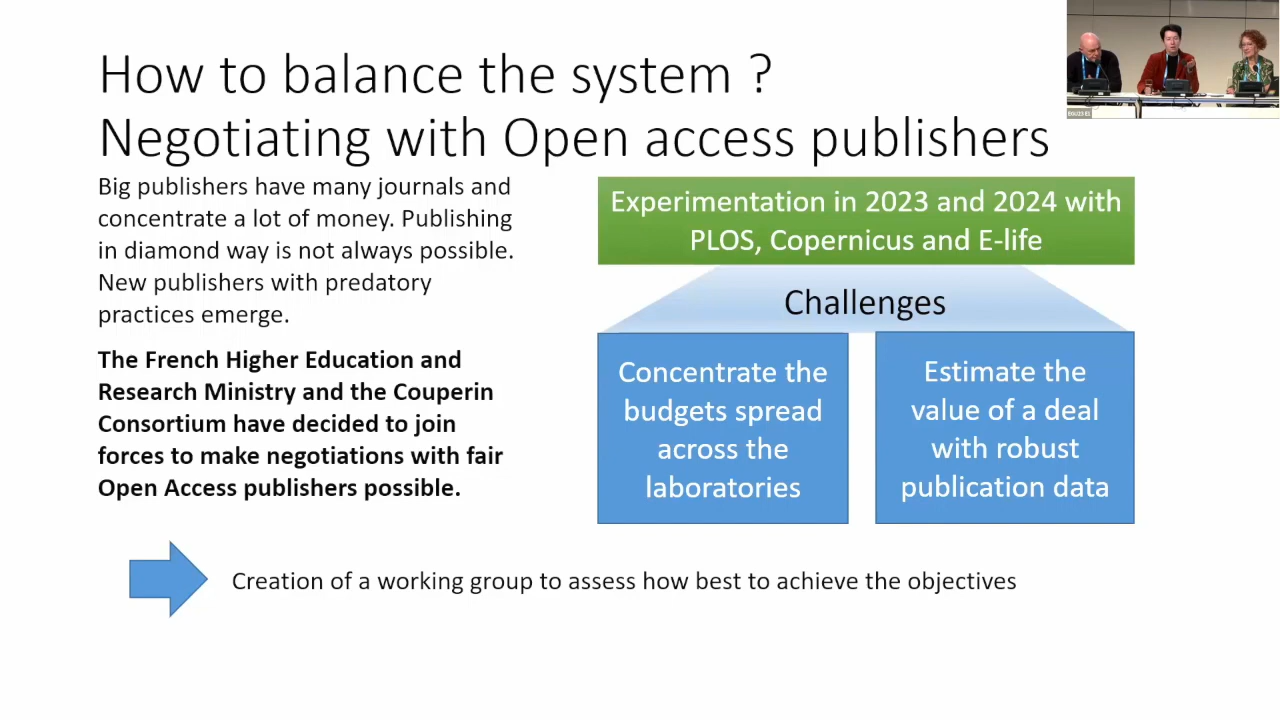 How to balance the system ?
Negotiating with Open access publishers
Big publishers have many journals and
concentrate a lot of money. Publishing
in diamond way is not always possible.
New publishers with predatory
practices emerge.
The French Higher Education and
Research Ministry and the Couperin
Consortium have decided to join
forces to make negotiations with fair
Open Access publishers possible.
Experimentation in 2023 and 2024 with
PLOS, Copernicus and E-life
Challenges
Concentrate the
budgets spread
across the
laboratories
Estimate the
value of a deal
with robust
publication data
Creation of a working group to assess how best to achieve the objectives